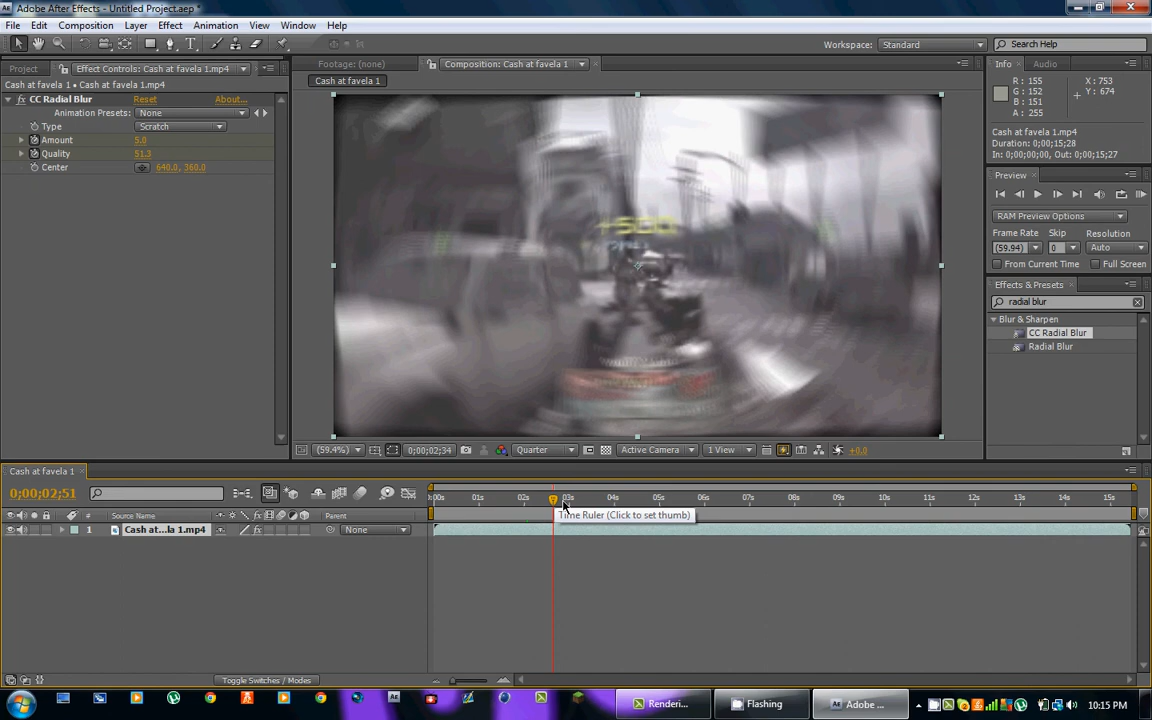 Adobe After Effects - Untitled Project.aep *
File Edit Composition Layer Effect Animation View Window Help
Workspace: Standard Search Help
Project Effect Controls: Cash at favela 1.mp4
Cash at favela 1 • Cash at favela 1.mp4
CC Radial Blur Reset About...
Animation Presets: None
Type Scratch
Amount 5.0
Quality 51.3
Center 640.0, 360.0
Footage: (none) Composition: Cash at favela 1
Cash at favela 1
+500
(59.4%) 0;00;02;34 Quarter Active Camera 1 View +0.0
Info Audio
R : 155 X : 753
G : 152 Y : 674
B : 151
A : 255
Cash at favela 1.mp4
Duration: 0;00;15;28
In: 0;00;00;00, Out: 0;00;15;27
Preview
RAM Preview Options
Frame Rate Skip Resolution
(59.94) 0 Auto
From Current Time Full Screen
Effects & Presets
radial blur
Blur & Sharpen
CC Radial Blur
Radial Blur
Cash at favela 1
0;00;02;51
0:00s 01s 02s 03s 04s 05s 06s 07s 08s 09s 10s 11s 12s 13s 14s 15s
# Source Name Parent
Time Ruler (Click to set thumb)
1 Cash at...la 1.mp4 None
Toggle Switches / Modes
Renderi... Flashing Adobe ... 10:15 PM